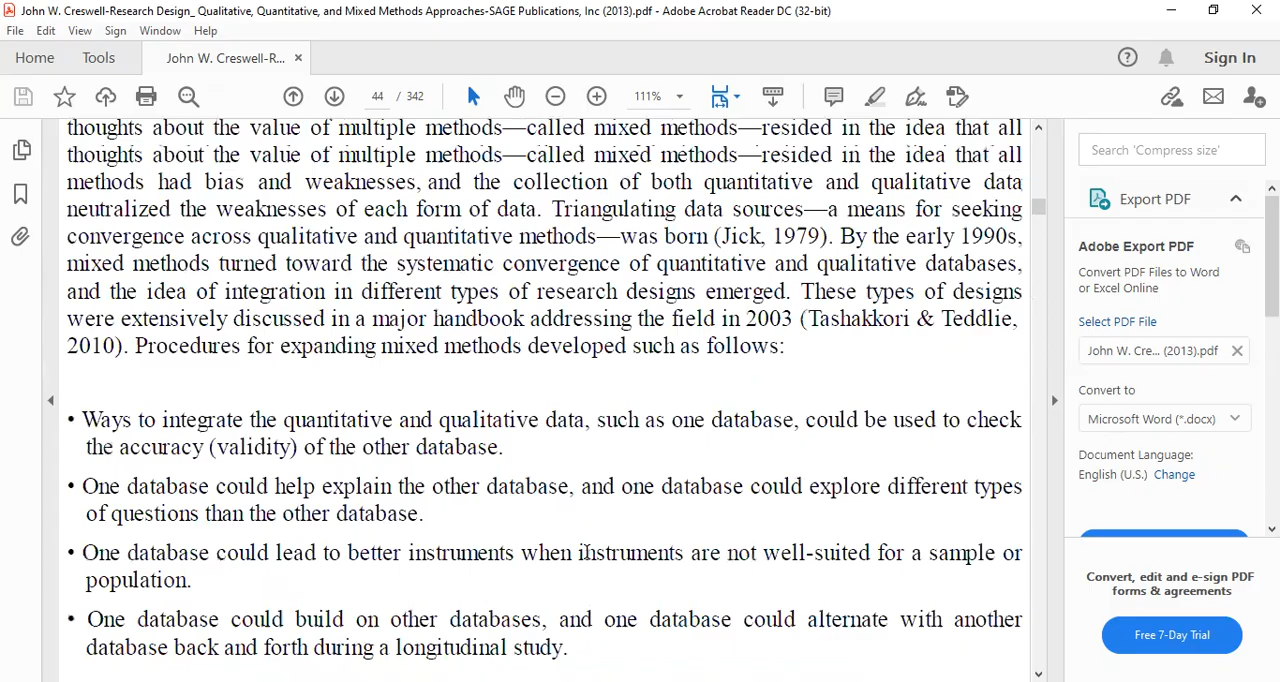 John W. Creswell-Research Design_ Qualitative, Quantitative, and Mixed Methods Approaches-SAGE Publications, Inc (2013).pdf - Adobe Acrobat Reader DC (32-bit)
File Edit View Sign Window Help
Home Tools John W. Creswell-R... × Sign In
44 / 342 111%
thoughts about the value of multiple methods—called mixed methods—resided in the idea that all
thoughts about the value of multiple methods—called mixed methods—resided in the idea that all
methods had bias and weaknesses, and the collection of both quantitative and qualitative data
neutralized the weaknesses of each form of data. Triangulating data sources—a means for seeking
convergence across qualitative and quantitative methods—was born (Jick, 1979). By the early 1990s,
mixed methods turned toward the systematic convergence of quantitative and qualitative databases,
and the idea of integration in different types of research designs emerged. These types of designs
were extensively discussed in a major handbook addressing the field in 2003 (Tashakkori & Teddlie,
2010). Procedures for expanding mixed methods developed such as follows:
• Ways to integrate the quantitative and qualitative data, such as one database, could be used to check
the accuracy (validity) of the other database.
• One database could help explain the other database, and one database could explore different types
of questions than the other database.
• One database could lead to better instruments when instruments are not well-suited for a sample or
population.
• One database could build on other databases, and one database could alternate with another
database back and forth during a longitudinal study.
Search 'Compress size'
Export PDF
Adobe Export PDF
Convert PDF Files to Word
or Excel Online
Select PDF File
John W. Cre... (2013).pdf
Convert to
Microsoft Word (*.docx)
Document Language:
English (U.S.) Change
Convert, edit and e-sign PDF
forms & agreements
Free 7-Day Trial